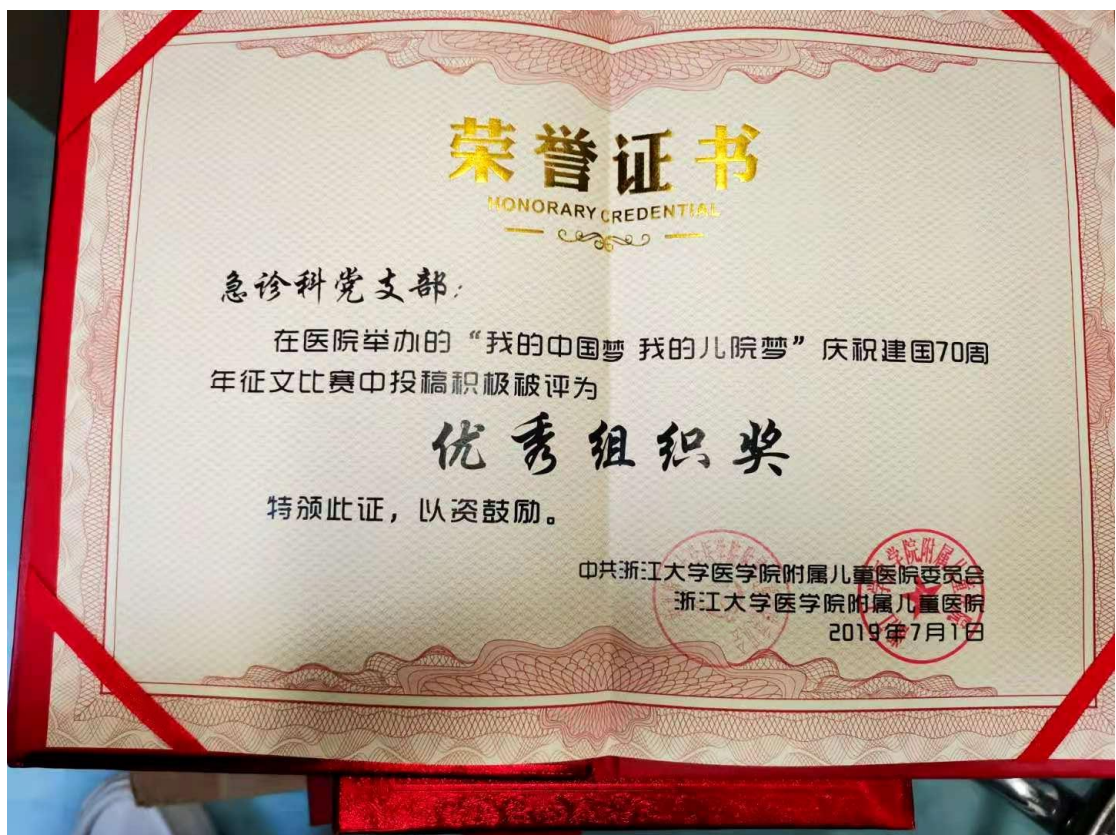 荣誉证书
HONORARY CREDENTIAL
急诊科党支部：
在医院举办的“我的中国梦 我的儿院梦”庆祝建国70周
年征文比赛中投稿积极被评为
优秀组织奖
特颁此证，以资鼓励。
中共浙江大学医学院附属儿童医院委员会
浙江大学医学院附属儿童医院
2019年7月1日